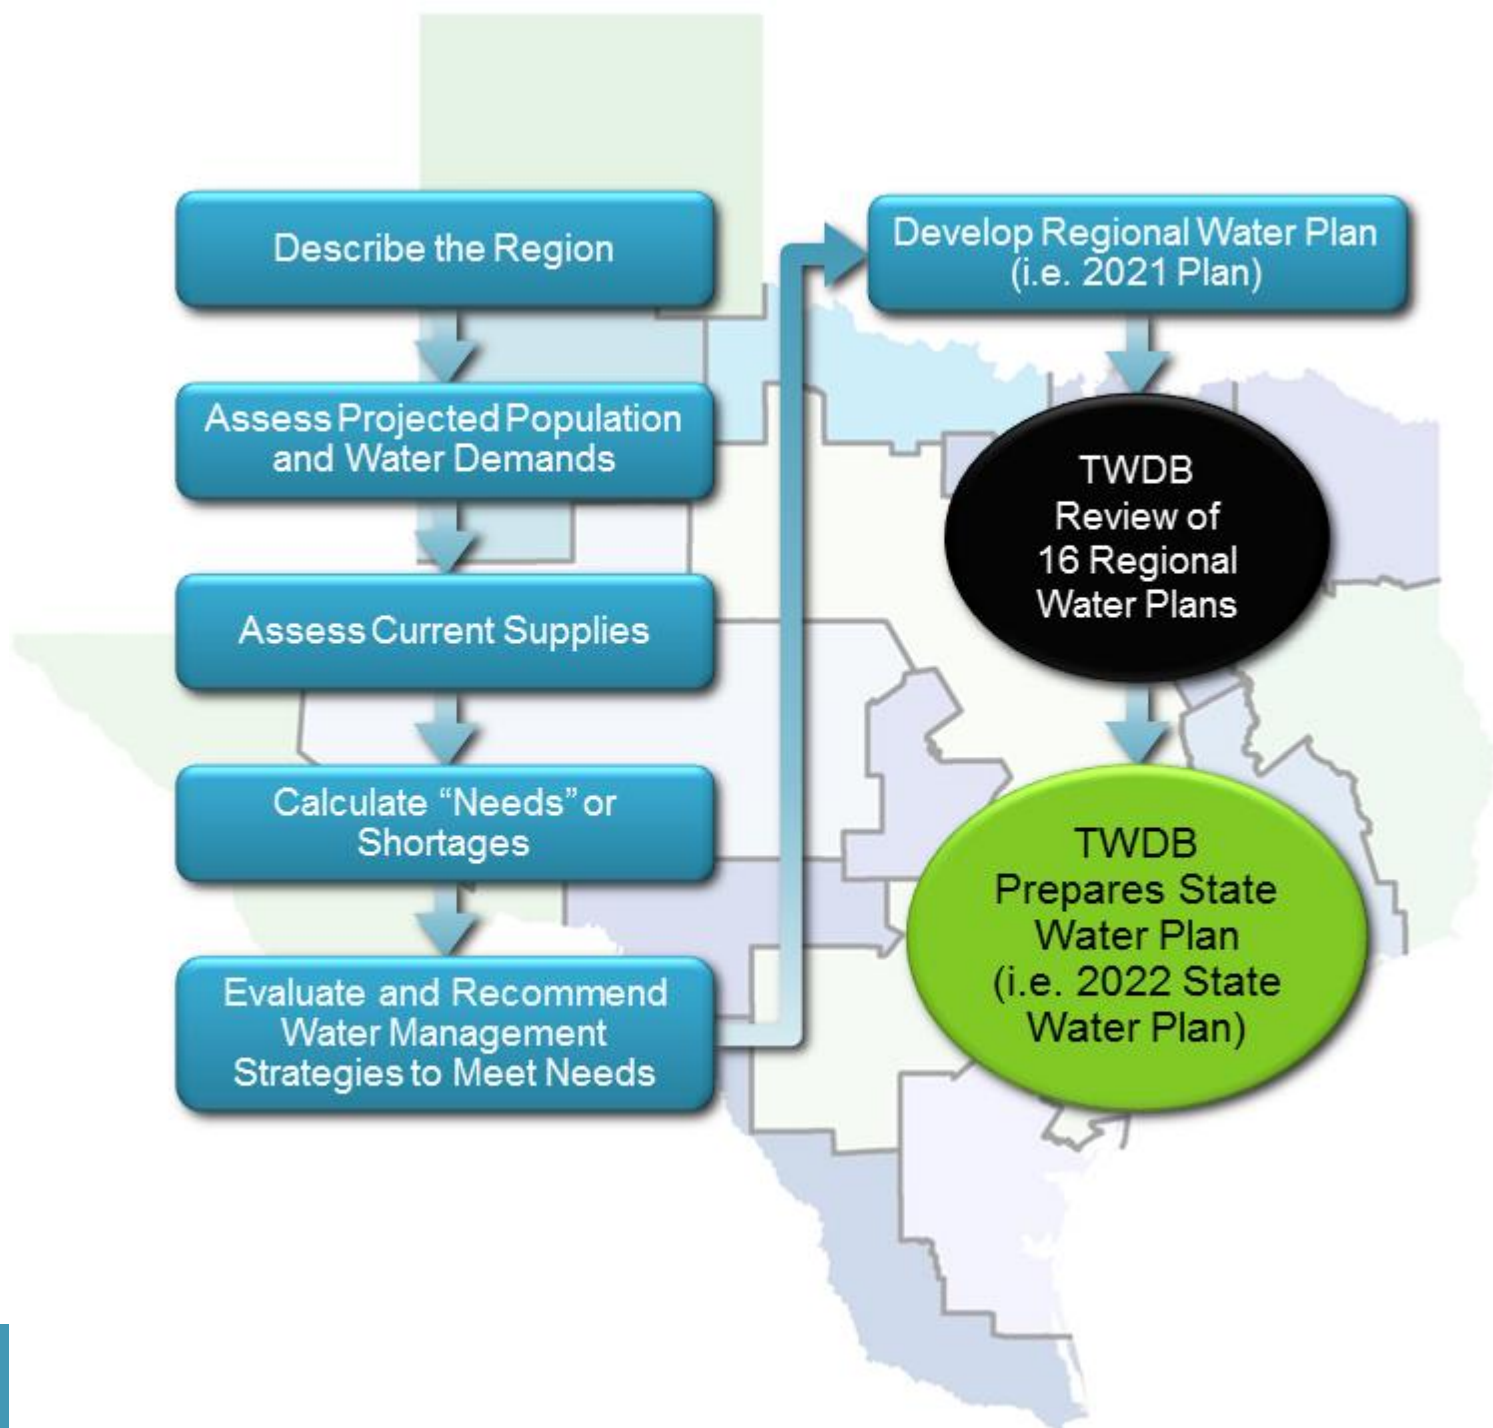 Describe the Region
Assess Projected Population
and Water Demands
Assess Current Supplies
Calculate “Needs” or
Shortages
Evaluate and Recommend
Water Management
Strategies to Meet Needs
Develop Regional Water Plan
(i.e. 2021 Plan)
TWDB
Review of
16 Regional
Water Plans
TWDB
Prepares State
Water Plan
(i.e. 2022 State
Water Plan)